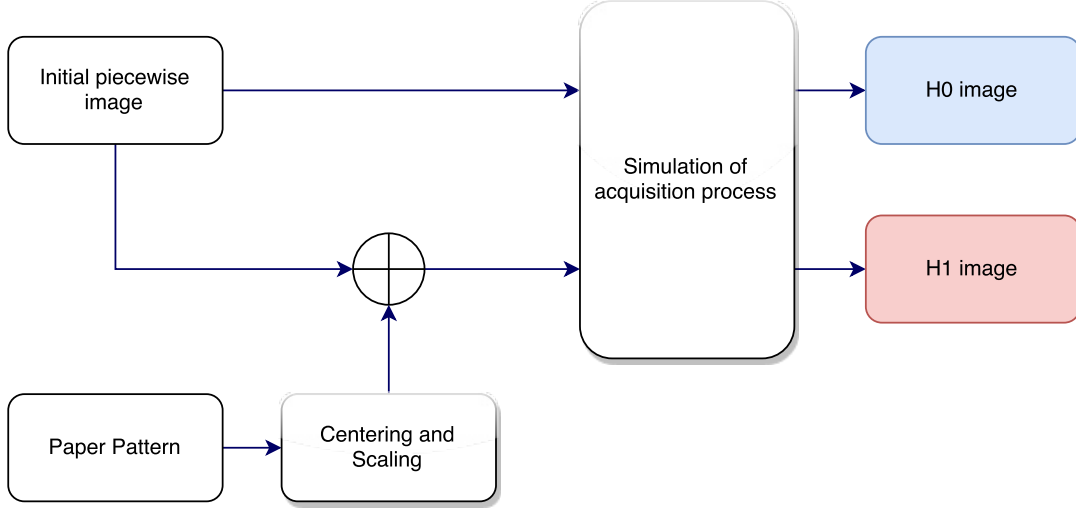 Initial piecewise
image
H0 image
Simulation of
acquisition process
H1 image
Paper Pattern
Centering and
Scaling